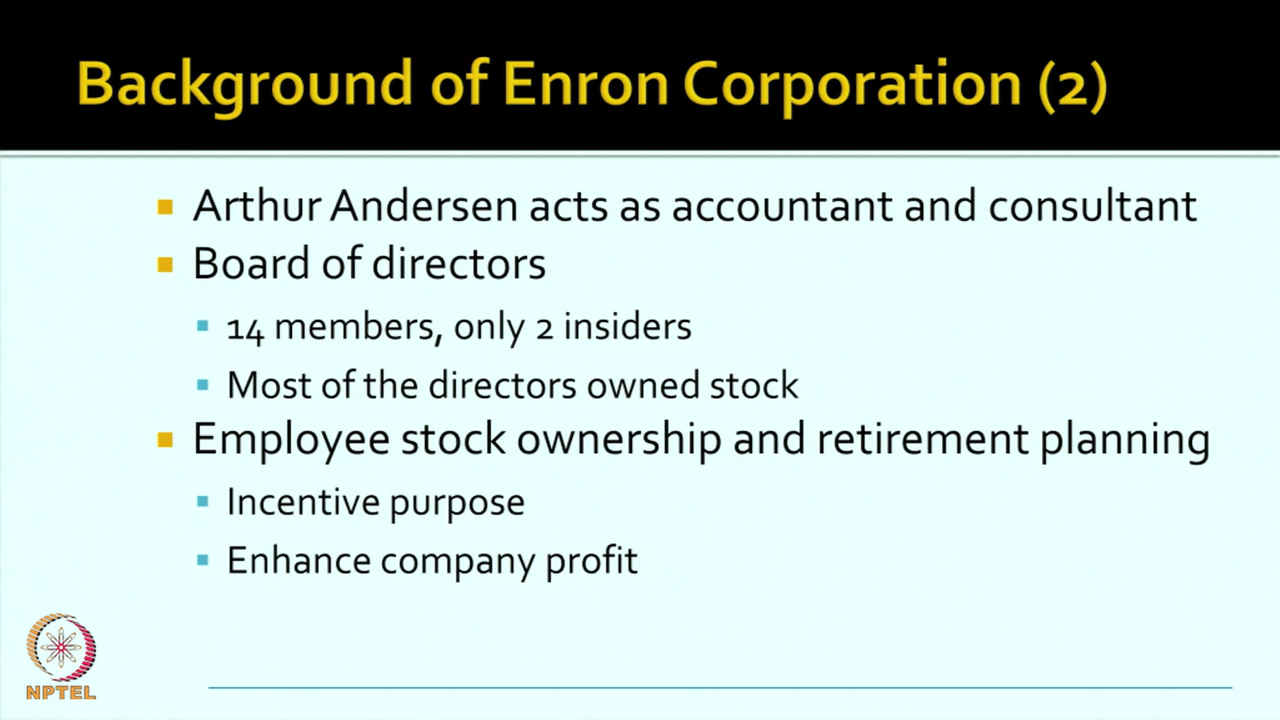 Background of Enron Corporation (2)
Arthur Andersen acts as accountant and consultant
Board of directors
14 members, only 2 insiders
Most of the directors owned stock
Employee stock ownership and retirement planning
Incentive purpose
Enhance company profit
NPTEL